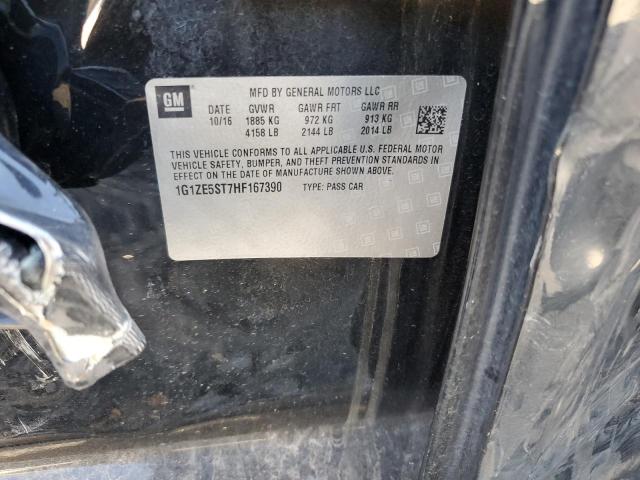 GM
MFD BY GENERAL MOTORS LLC
DATE GVWR GAWR FRT GAWR RR
10/16 1885 KG 972 KG 913 KG
4158 LB 2144 LB 2014 LB
THIS VEHICLE CONFORMS TO ALL APPLICABLE U.S. FEDERAL MOTOR
VEHICLE SAFETY, BUMPER, AND THEFT PREVENTION STANDARDS IN
EFFECT ON THE DATE OF MANUFACTURE SHOWN ABOVE.
1G1ZE5ST7HF167390 TYPE: PASS CAR